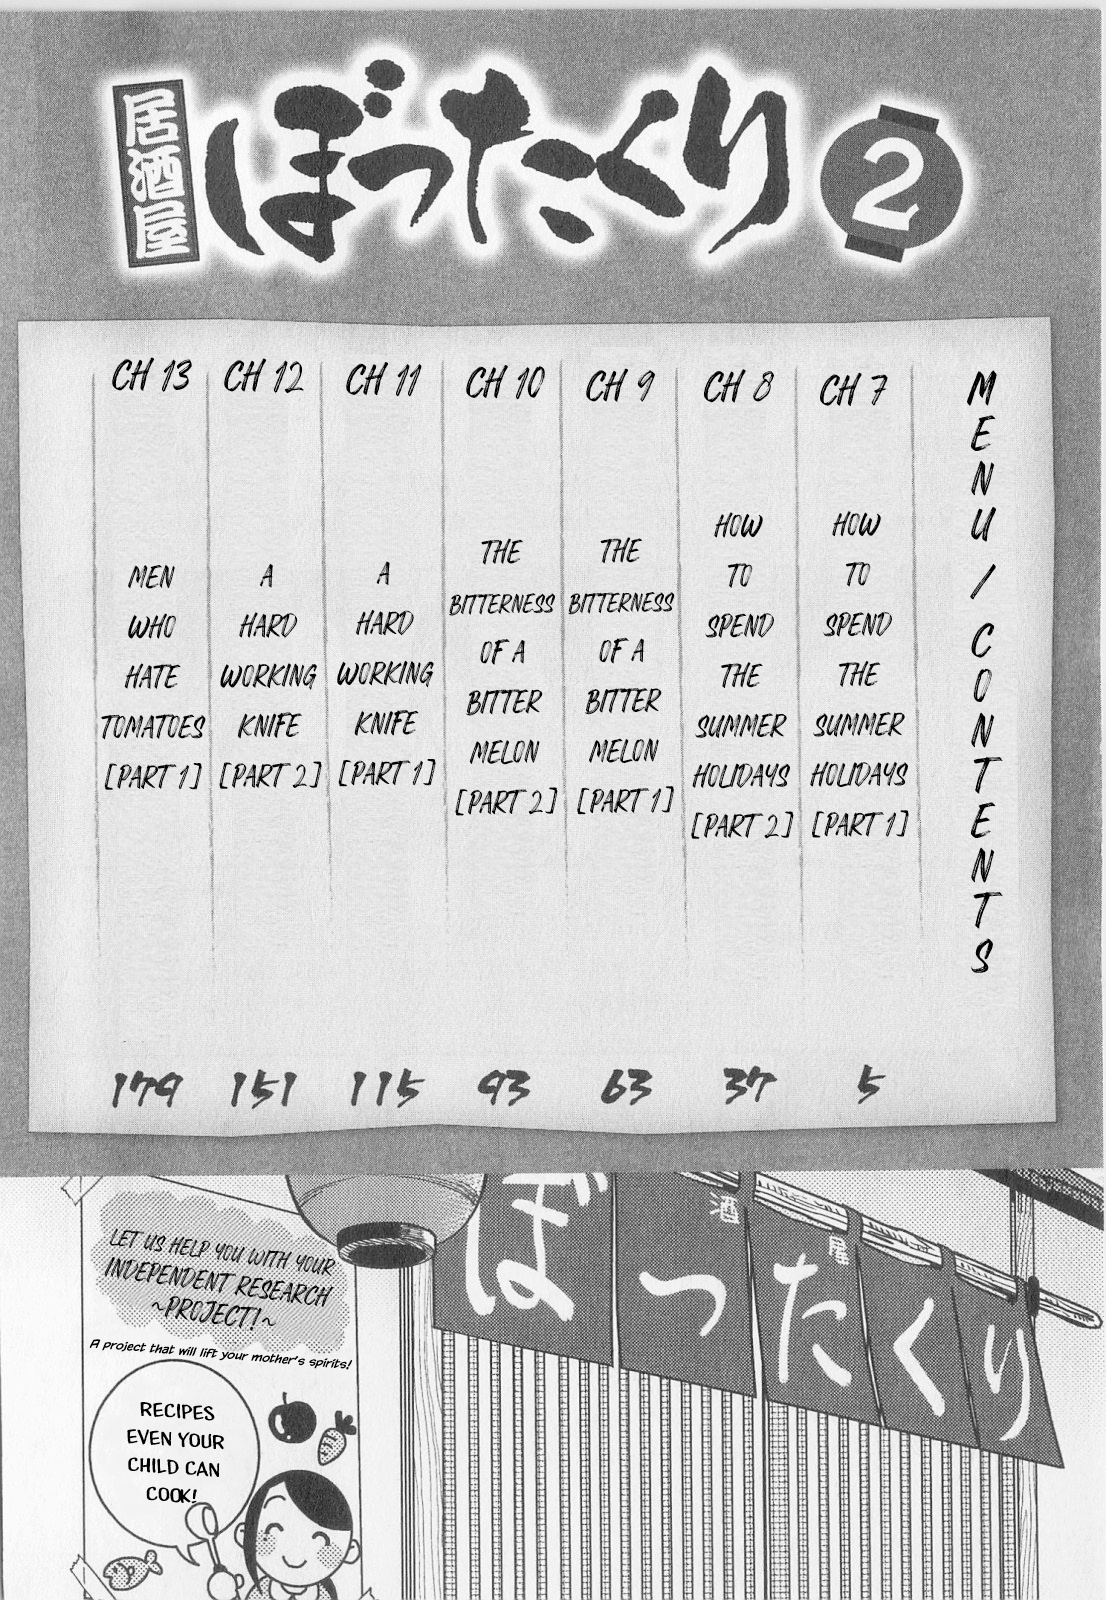 居酒屋
ぼったくり
2
MENU / CONTENTS
CH 7
HOW
TO
SPEND
THE
SUMMER
HOLIDAYS
[PART 1]
5
CH 8
HOW
TO
SPEND
THE
SUMMER
HOLIDAYS
[PART 2]
37
CH 9
THE
BITTERNESS
OF A
BITTER
MELON
[PART 1]
63
CH 10
THE
BITTERNESS
OF A
BITTER
MELON
[PART 2]
93
CH 11
A
HARD
WORKING
KNIFE
[PART 1]
115
CH 12
A
HARD
WORKING
KNIFE
[PART 2]
151
CH 13
MEN
WHO
HATE
TOMATOES
[PART 1]
179
LET US HELP YOU WITH YOUR
INDEPENDENT RESEARCH
~PROJECT!~
A project that will lift your mother's spirits!
RECIPES
EVEN YOUR
CHILD CAN
COOK!
酒
居
ぼったくり